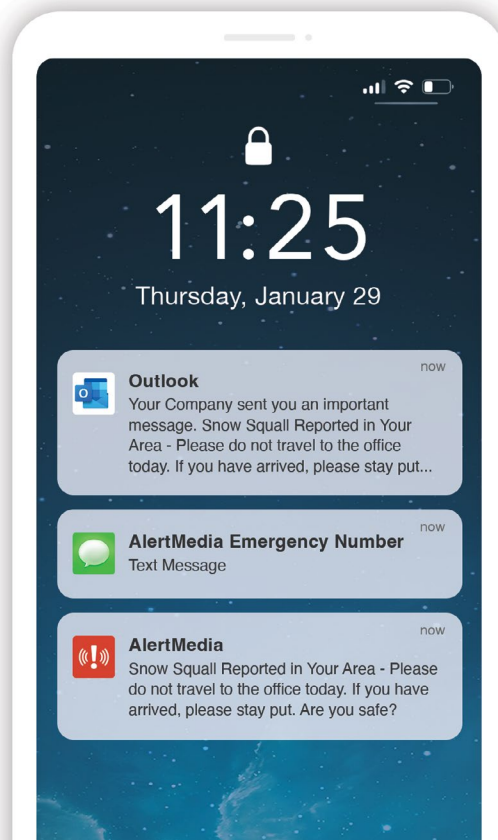 11:25
Thursday, January 29
now
Outlook
Your Company sent you an important
message. Snow Squall Reported in Your
Area - Please do not travel to the office
today. If you have arrived, please stay put...
now
AlertMedia Emergency Number
Text Message
now
AlertMedia
Snow Squall Reported in Your Area - Please
do not travel to the office today. If you have
arrived, please stay put. Are you safe?